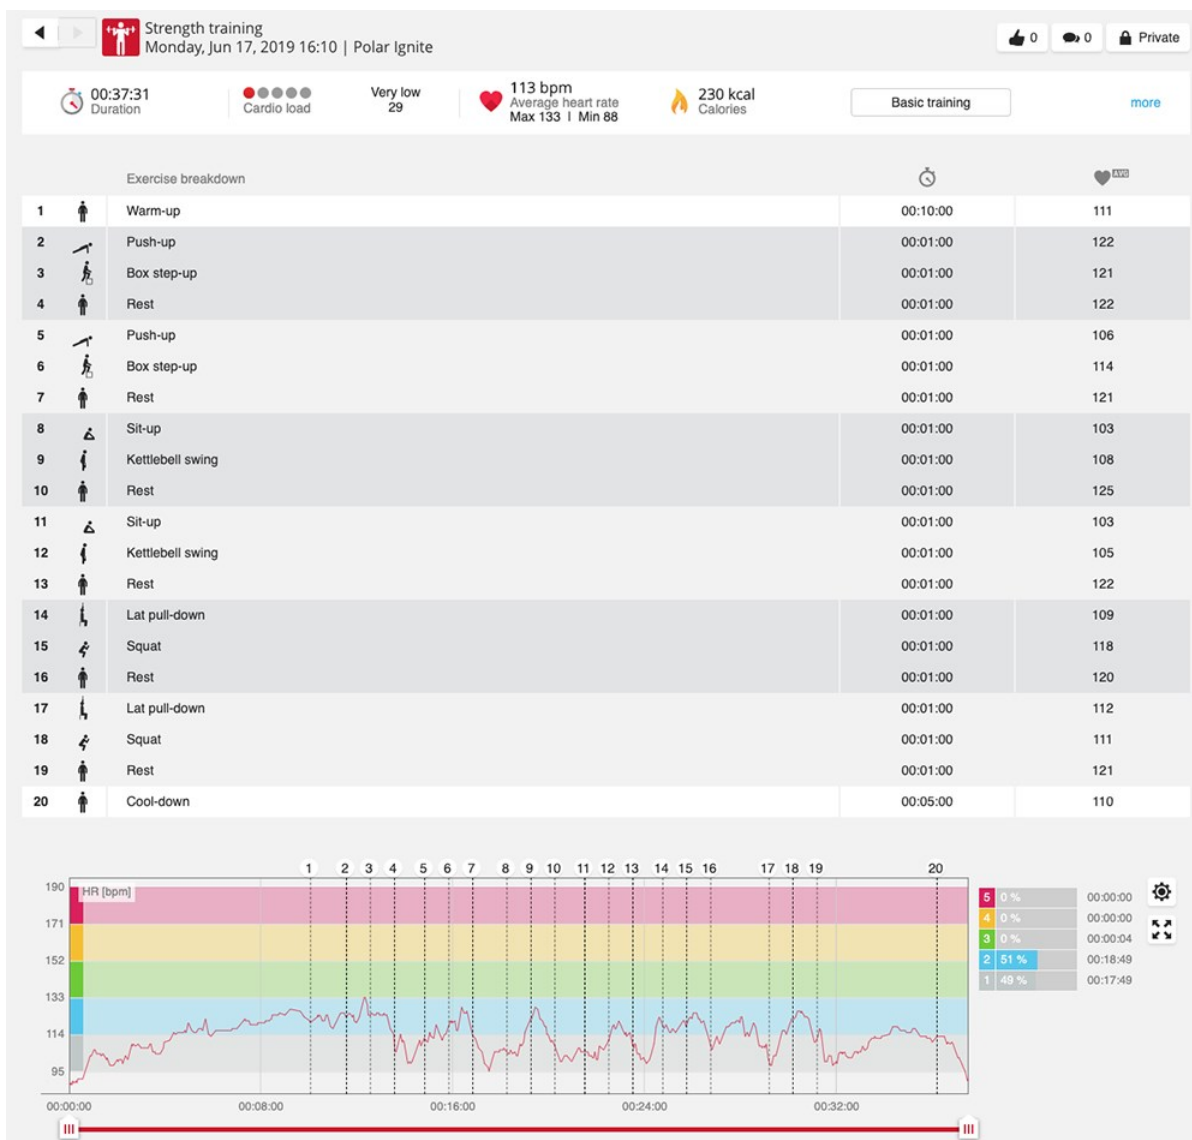 Strength training
Monday, Jun 17, 2019 16:10 | Polar Ignite
0
0
Private
00:37:31
Duration
Cardio load
Very low
29
113 bpm
Average heart rate
Max 133 | Min 88
230 kcal
Calories
Basic training
more
Exercise breakdown AVG
1 Warm-up 00:10:00 111
2 Push-up 00:01:00 122
3 Box step-up 00:01:00 121
4 Rest 00:01:00 122
5 Push-up 00:01:00 106
6 Box step-up 00:01:00 114
7 Rest 00:01:00 121
8 Sit-up 00:01:00 103
9 Kettlebell swing 00:01:00 108
10 Rest 00:01:00 125
11 Sit-up 00:01:00 103
12 Kettlebell swing 00:01:00 105
13 Rest 00:01:00 122
14 Lat pull-down 00:01:00 109
15 Squat 00:01:00 118
16 Rest 00:01:00 120
17 Lat pull-down 00:01:00 112
18 Squat 00:01:00 111
19 Rest 00:01:00 121
20 Cool-down 00:05:00 110
1 2 3 4 5 6 7 8 9 10 11 12 13 14 15 16 17 18 19 20
HR [bpm]
190
171
152
133
114
95
00:00:00 00:08:00 00:16:00 00:24:00 00:32:00
5 0 % 00:00:00
4 0 % 00:00:00
3 0 % 00:00:04
2 51 % 00:18:49
1 49 % 00:17:49